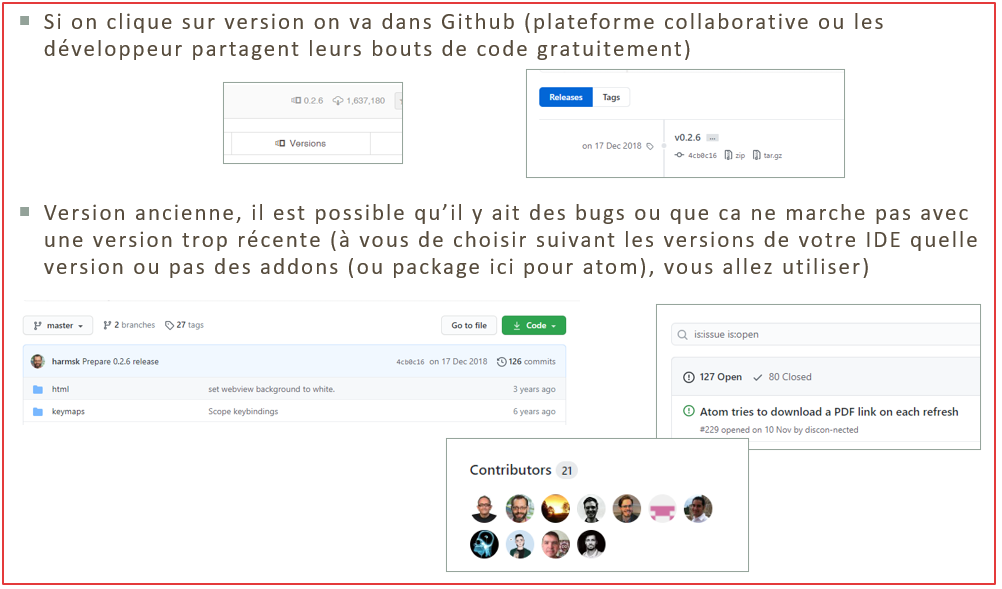 Si on clique sur version on va dans Github (plateforme collaborative ou les
développeur partagent leurs bouts de code gratuitement)
0.2.6 1,637,180
Versions
Releases Tags
on 17 Dec 2018
v0.2.6 ...
4cb0c16 zip tar.gz
Version ancienne, il est possible qu’il y ait des bugs ou que ca ne marche pas avec
une version trop récente (à vous de choisir suivant les versions de votre IDE quelle
version ou pas des addons (ou package ici pour atom), vous allez utiliser)
master 2 branches 27 tags Go to file Code
harmsk Prepare 0.2.6 release 4cb0c16 on 17 Dec 2018 126 commits
html set webview background to white. 3 years ago
keymaps Scope keybindings 6 years ago
is:issue is:open
127 Open 80 Closed
Atom tries to download a PDF link on each refresh
#229 opened on 10 Nov by discon-nected
Contributors 21